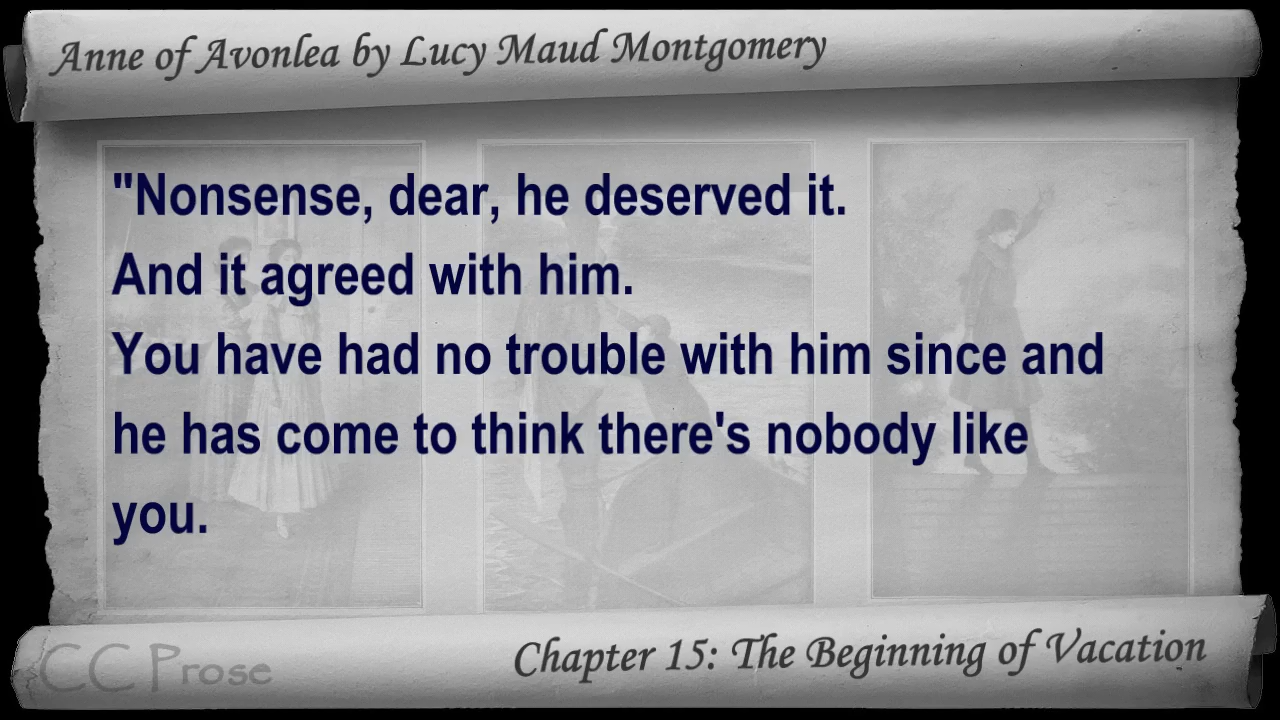 Anne of Avonlea by Lucy Maud Montgomery
"Nonsense, dear, he deserved it.
And it agreed with him.
You have had no trouble with him since and
he has come to think there's nobody like
you.
CC Prose
Chapter 15: The Beginning of Vacation